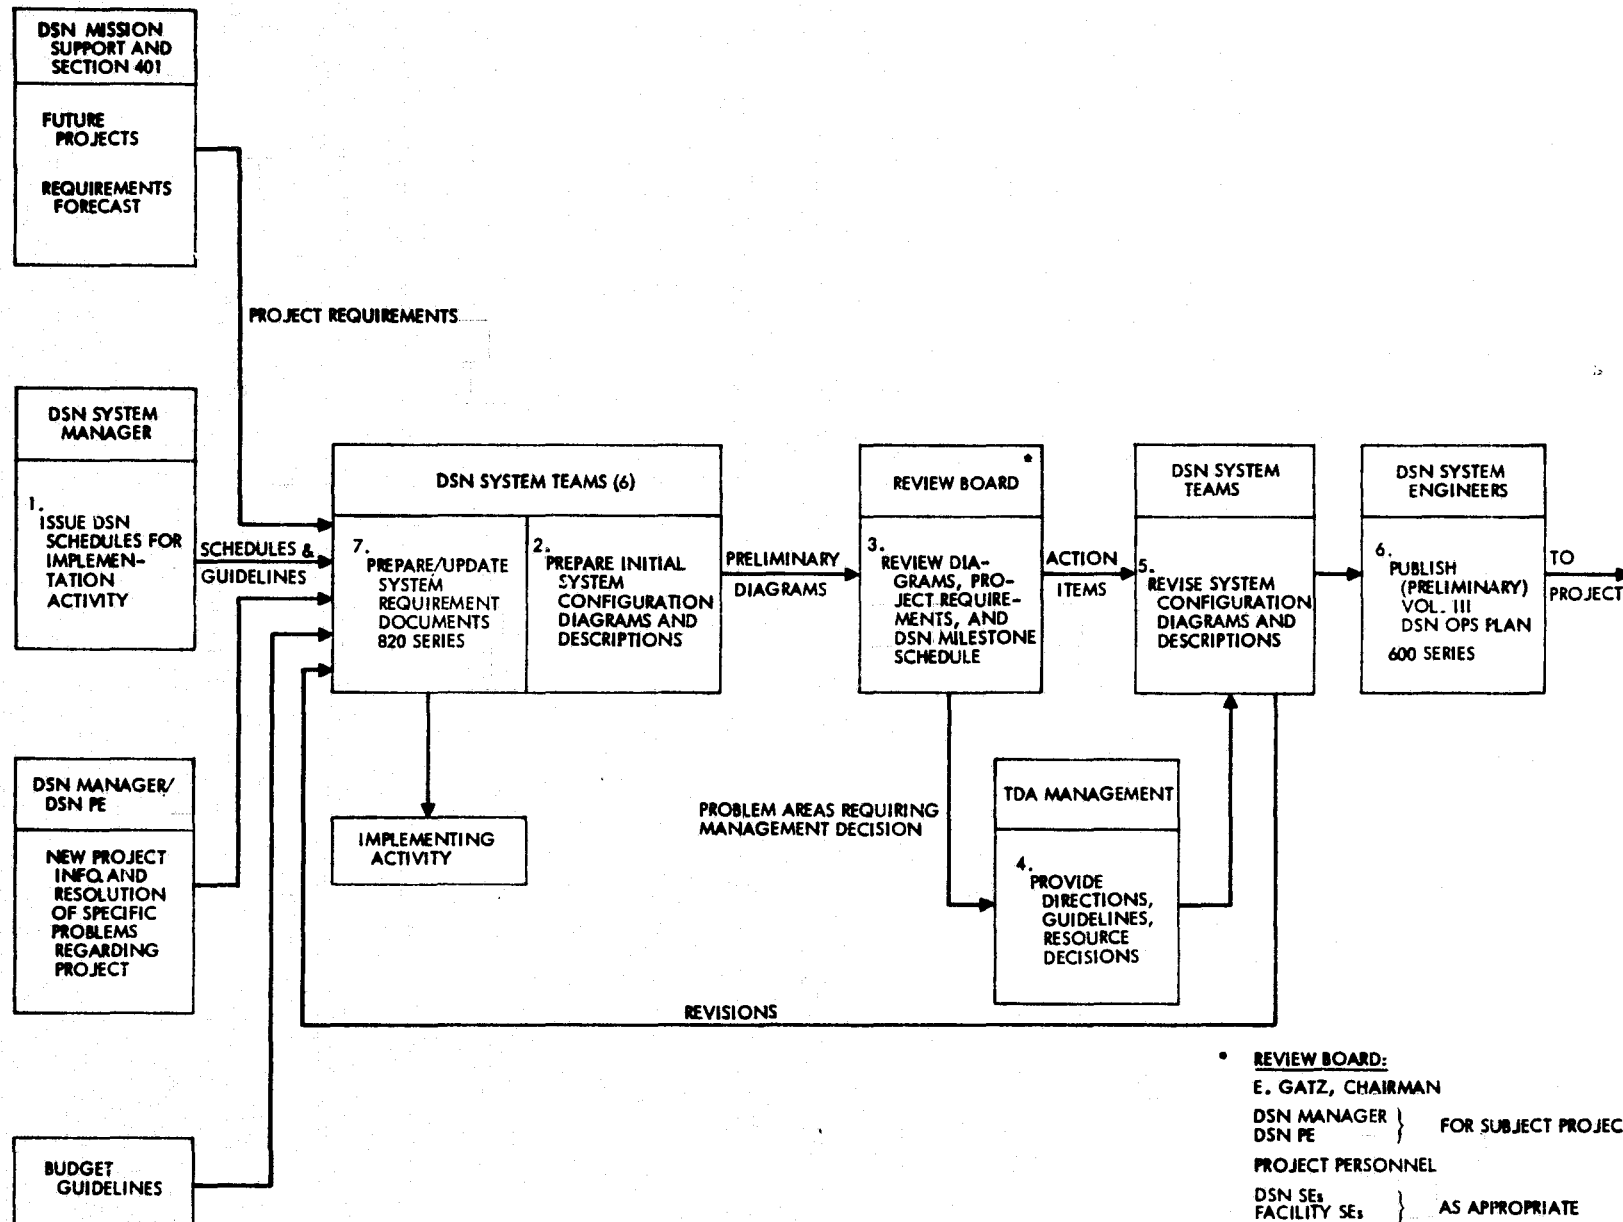 DSN MISSION
SUPPORT AND
SECTION 401
FUTURE
PROJECTS
REQUIREMENTS
FORECAST
PROJECT REQUIREMENTS
DSN SYSTEM
MANAGER
1.
ISSUE DSN
SCHEDULES FOR
IMPLEMEN-
TATION
ACTIVITY
SCHEDULES &
GUIDELINES
DSN SYSTEM TEAMS (6)
7.
PREPARE/UPDATE
SYSTEM
REQUIREMENT
DOCUMENTS
820 SERIES
2.
PREPARE INITIAL
SYSTEM
CONFIGURATION
DIAGRAMS AND
DESCRIPTIONS
PRELIMINARY
DIAGRAMS
*
REVIEW BOARD
3.
REVIEW DIA-
GRAMS, PRO-
JECT REQUIRE-
MENTS, AND
DSN MILESTONE
SCHEDULE
ACTION
ITEMS
DSN SYSTEM
TEAMS
5.
REVISE SYSTEM
CONFIGURATION
DIAGRAMS AND
DESCRIPTIONS
DSN SYSTEM
ENGINEERS
6.
PUBLISH
(PRELIMINARY)
VOL. III
DSN OPS PLAN
600 SERIES
TO
PROJECT
DSN MANAGER/
DSN PE
NEW PROJECT
INFO. AND
RESOLUTION
OF SPECIFIC
PROBLEMS
REGARDING
PROJECT
IMPLEMENTING
ACTIVITY
PROBLEM AREAS REQUIRING
MANAGEMENT DECISION
TDA MANAGEMENT
4.
PROVIDE
DIRECTIONS,
GUIDELINES,
RESOURCE
DECISIONS
REVISIONS
BUDGET
GUIDELINES
* REVIEW BOARD:
E. GATZ, CHAIRMAN
DSN MANAGER
DSN PE
FOR SUBJECT PROJEC
PROJECT PERSONNEL
DSN SEs
FACILITY SEs
AS APPROPRIATE